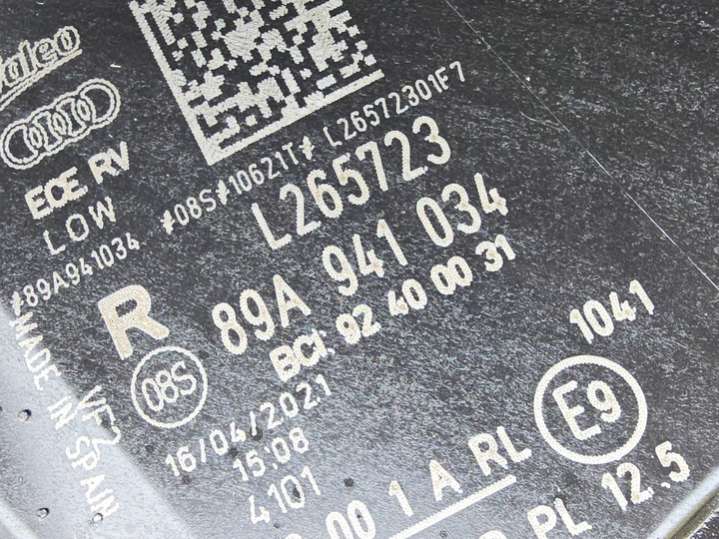 Valeo
ECE RV
LOW
#89A941034 #08S#10621T# L26572301F7
L265723
R 89A 941 034
BCI: 92 40 00 31
08S
16/04/2021
15:08
4101
MADE IN SPAIN
VF2
1041
E9
00 1 A RL
PL 12.5